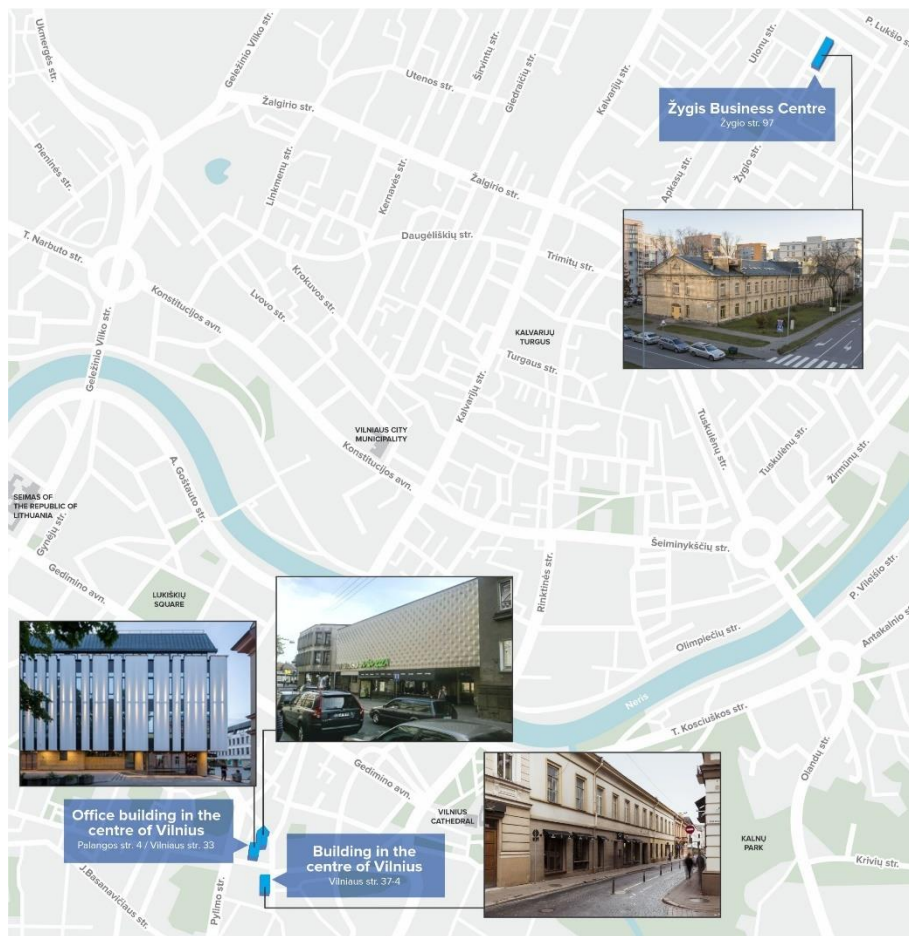 Ukmergės str.
Geležinio Vilko str.
Utenos str.
Širvintų str.
Giedraičių str.
Kalvarijų str.
Ulonų str.
P. Lukšio str.
Žygis Business Centre
Žygio str. 97
Žalgirio str.
Pieninės str.
Linkmenų str.
Kernavės str.
Žalgirio str.
Apkasų str.
Žygio str.
T. Narbuto str.
Daugėliškių str.
Trimitų str.
Krokuvos str.
Lvovo str.
Konstitucijos avn.
Geležinio Vilko str.
KALVARIJŲ
TURGUS
Turgaus str.
Kalvarijų str.
VILNIAUS CITY
MUNICIPALITY
Konstitucijos avn.
Tuskulėnų str.
Tuskulėnų str.
Žirmūnų str.
A. Goštauto str.
SEIMAS OF
THE REPUBLIC OF
LITHUANIA
Gynėjų str.
Gedimino avn.
Šeiminyškių str.
Rinktinės str.
LUKIŠKIŲ
SQUARE
P. Vileišio str.
Antakalnio str.
Olimpiečių str.
Neris
T. Kosciuškos str.
Olandų str.
Gedimino avn.
VILNIUS
CATHEDRAL
KALNŲ
PARK
Krivių str.
Office building in the
centre of Vilnius
Palangos str. 4 / Vilniaus str. 33
Building in the
centre of Vilnius
Vilniaus str. 37-4
J.Basanavičiaus str.
Pylimo str.